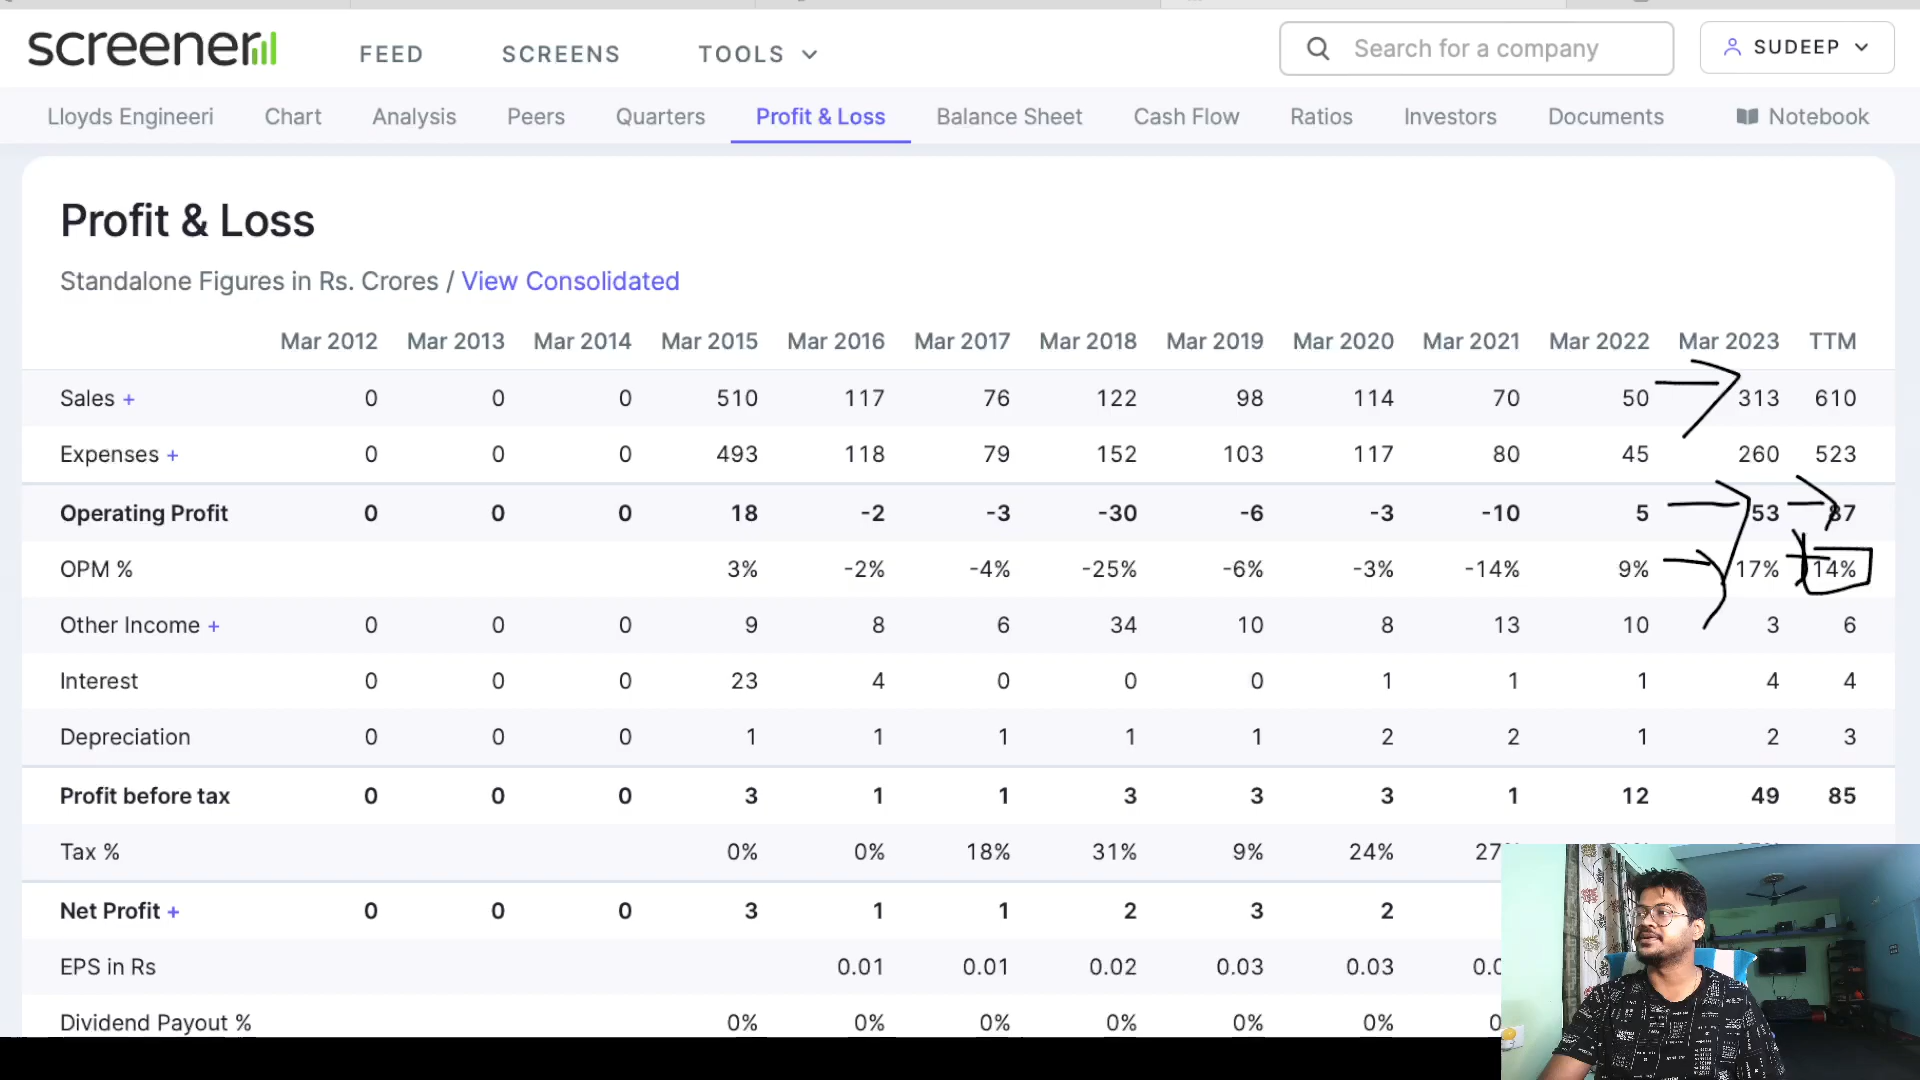 screener
FEED SCREENS TOOLS Search for a company SUDEEP
Lloyds Engineeri Chart Analysis Peers Quarters Profit & Loss Balance Sheet Cash Flow Ratios Investors Documents Notebook
Profit & Loss
Standalone Figures in Rs. Crores / View Consolidated
Mar 2012 Mar 2013 Mar 2014 Mar 2015 Mar 2016 Mar 2017 Mar 2018 Mar 2019 Mar 2020 Mar 2021 Mar 2022 Mar 2023 TTM
Sales + 0 0 0 510 117 76 122 98 114 70 50 313 610
Expenses + 0 0 0 493 118 79 152 103 117 80 45 260 523
Operating Profit 0 0 0 18 -2 -3 -30 -6 -3 -10 5 53 87
OPM % 3% -2% -4% -25% -6% -3% -14% 9% 17% 14%
Other Income + 0 0 0 9 8 6 34 10 8 13 10 3 6
Interest 0 0 0 23 4 0 0 0 1 1 1 4 4
Depreciation 0 0 0 1 1 1 1 1 2 2 1 2 3
Profit before tax 0 0 0 3 1 1 3 3 3 1 12 49 85
Tax % 0% 0% 18% 31% 9% 24%
Net Profit + 0 0 0 3 1 1 2 3 2
EPS in Rs 0.01 0.01 0.02 0.03 0.03
Dividend Payout % 0% 0% 0% 0% 0% 0%